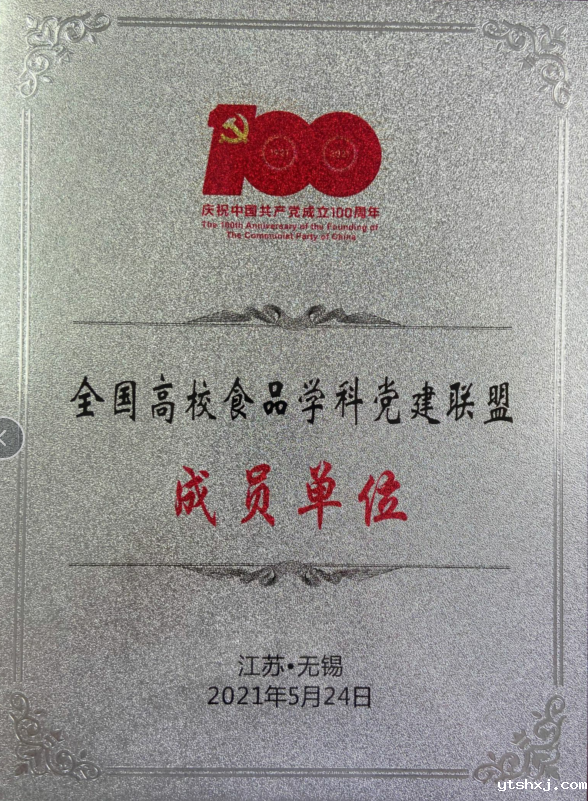 100
1921 2021
庆祝中国共产党成立100周年
The 100th Anniversary of the Founding of
The Communist Party of China
全国高校食品学科党建联盟
成员单位
江苏•无锡
2021年5月24日
ytshxj.com